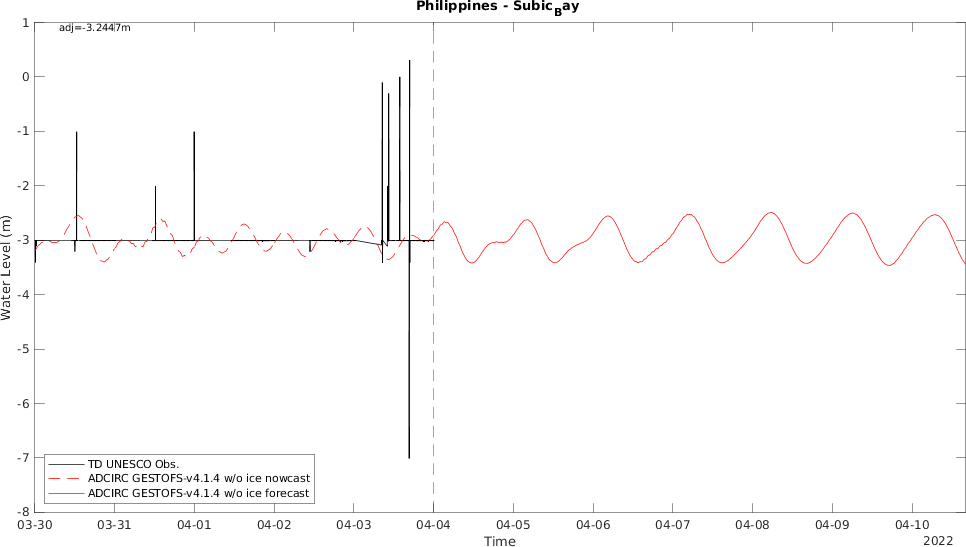 Philippines - Subic_Bay
adj=-3.2447m
1
0
-1
-2
-3
-4
-5
-6
-7
-8
Water Level (m)
TD UNESCO Obs.
ADCIRC GESTOFS-v4.1.4 w/o ice nowcast
ADCIRC GESTOFS-v4.1.4 w/o ice forecast
03-30 03-31 04-01 04-02 04-03 04-04 04-05 04-06 04-07 04-08 04-09 04-10
Time
2022